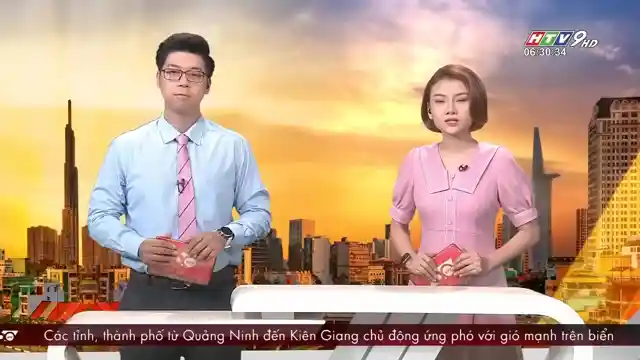 HTV9HD
06:30:34
Các tỉnh, thành phố từ Quảng Ninh đến Kiên Giang chủ động ứng phó với gió mạnh trên biển